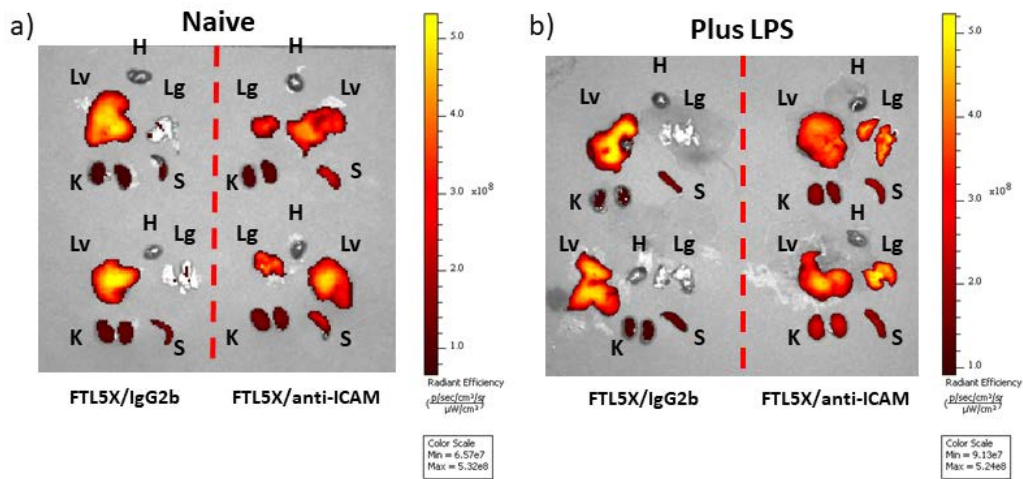 a)
Naive
H
Lv
Lg
K
S
H
Lv
Lg
K
S
H
Lg
Lv
K
S
H
Lg
Lv
K
S
FTL5X/IgG2b
FTL5X/anti-ICAM
5.0
4.0
3.0
x10⁸
2.0
1.0
Radiant Efficiency
(p/sec/cm²/sr
µW/cm²)
Color Scale
Min = 6.57e7
Max = 5.32e8
b)
Plus LPS
H
Lv
Lg
K
S
Lv
H
Lg
K
S
H
Lv
Lg
K
S
H
Lv
Lg
K
S
FTL5X/IgG2b
FTL5X/anti-ICAM
5.0
4.0
3.0
x10⁸
2.0
1.0
Radiant Efficiency
(p/sec/cm²/sr
µW/cm²)
Color Scale
Min = 9.13e7
Max = 5.24e8